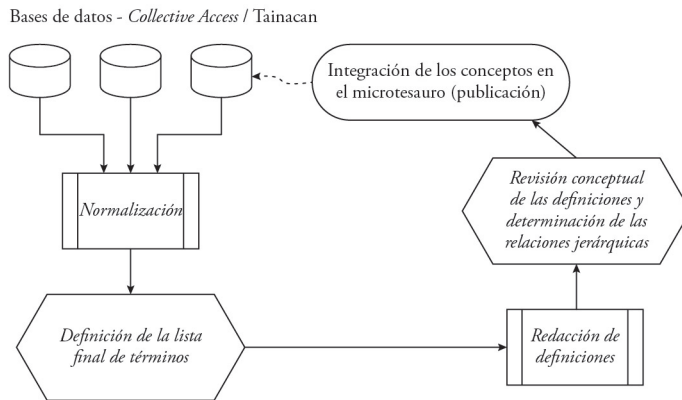 Bases de datos - Collective Access / Tainacan
Integración de los conceptos en
el microtesauro (publicación)
Normalización
Revisión conceptual
de las definiciones y
determinación de las
relaciones jerárquicas
Definición de la lista
final de términos
Redacción de
definiciones